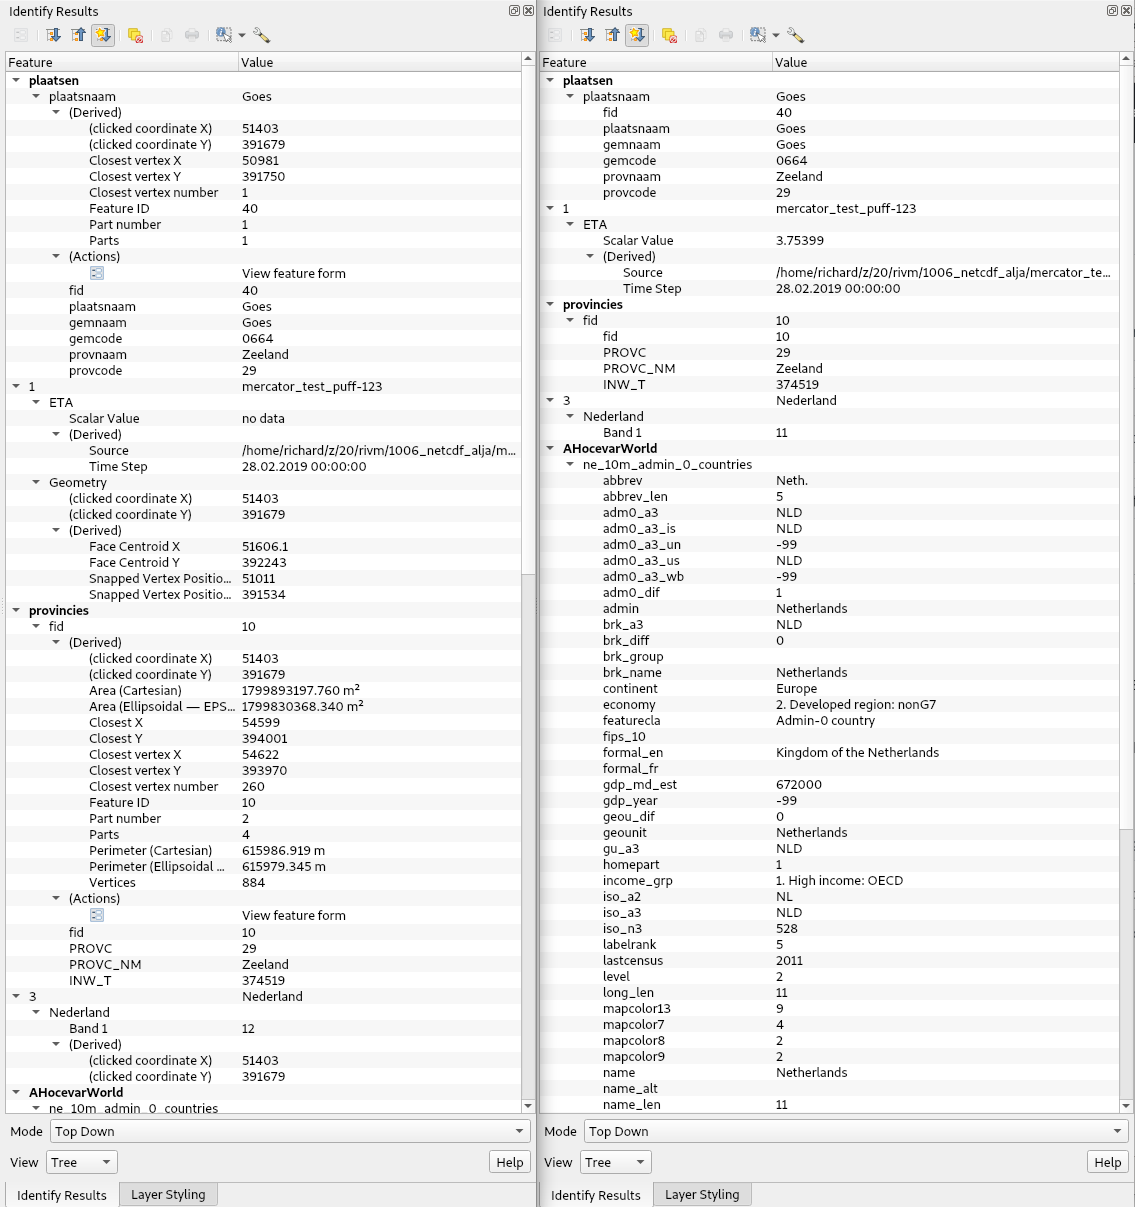 Identify Results
Feature Value
plaatsen
plaatsnaam Goes
(Derived)
(clicked coordinate X) 51403
(clicked coordinate Y) 391679
Closest vertex X 50981
Closest vertex Y 391750
Closest vertex number 1
Feature ID 40
Part number 1
Parts 1
(Actions)
View feature form
fid 40
plaatsnaam Goes
gemnaam Goes
gemcode 0664
provnaam Zeeland
provcode 29
1 mercator_test_puff-123
ETA
Scalar Value no data
(Derived)
Source /home/richard/z/20/rivm/1006_netcdf_alja/m...
Time Step 28.02.2019 00:00:00
Geometry
(clicked coordinate X) 51403
(clicked coordinate Y) 391679
(Derived)
Face Centroid X 51606.1
Face Centroid Y 392243
Snapped Vertex Positio... 51011
Snapped Vertex Positio... 391534
provincies
fid 10
(Derived)
(clicked coordinate X) 51403
(clicked coordinate Y) 391679
Area (Cartesian) 1799893197.760 m²
Area (Ellipsoidal — EPS... 1799830368.340 m²
Closest X 54599
Closest Y 394001
Closest vertex X 54622
Closest vertex Y 393970
Closest vertex number 260
Feature ID 10
Part number 2
Parts 4
Perimeter (Cartesian) 615986.919 m
Perimeter (Ellipsoidal ... 615979.345 m
Vertices 884
(Actions)
View feature form
fid 10
PROVC 29
PROVC_NM Zeeland
INW_T 374519
3 Nederland
Nederland
Band 1 12
(Derived)
(clicked coordinate X) 51403
(clicked coordinate Y) 391679
AHocevarWorld
ne_10m_admin_0_countries
Mode Top Down
View Tree Help
Identify Results Layer Styling
Identify Results
Feature Value
plaatsen
plaatsnaam Goes
fid 40
plaatsnaam Goes
gemnaam Goes
gemcode 0664
provnaam Zeeland
provcode 29
1 mercator_test_puff-123
ETA
Scalar Value 3.75399
(Derived)
Source /home/richard/z/20/rivm/1006_netcdf_alja/mercator_te...
Time Step 28.02.2019 00:00:00
provincies
fid 10
fid 10
PROVC 29
PROVC_NM Zeeland
INW_T 374519
3 Nederland
Nederland
Band 1 11
AHocevarWorld
ne_10m_admin_0_countries
abbrev Neth.
abbrev_len 5
adm0_a3 NLD
adm0_a3_is NLD
adm0_a3_un -99
adm0_a3_us NLD
adm0_a3_wb -99
adm0_dif 1
admin Netherlands
brk_a3 NLD
brk_diff 0
brk_group
brk_name Netherlands
continent Europe
economy 2. Developed region: nonG7
featurecla Admin-0 country
fips_10
formal_en Kingdom of the Netherlands
formal_fr
gdp_md_est 672000
gdp_year -99
geou_dif 0
geounit Netherlands
gu_a3 NLD
homepart 1
income_grp 1. High income: OECD
iso_a2 NL
iso_a3 NLD
iso_n3 528
labelrank 5
lastcensus 2011
level 2
long_len 11
mapcolor13 9
mapcolor7 4
mapcolor8 2
mapcolor9 2
name Netherlands
name_alt
name_len 11
Mode Top Down
View Tree Help
Identify Results Layer Styling